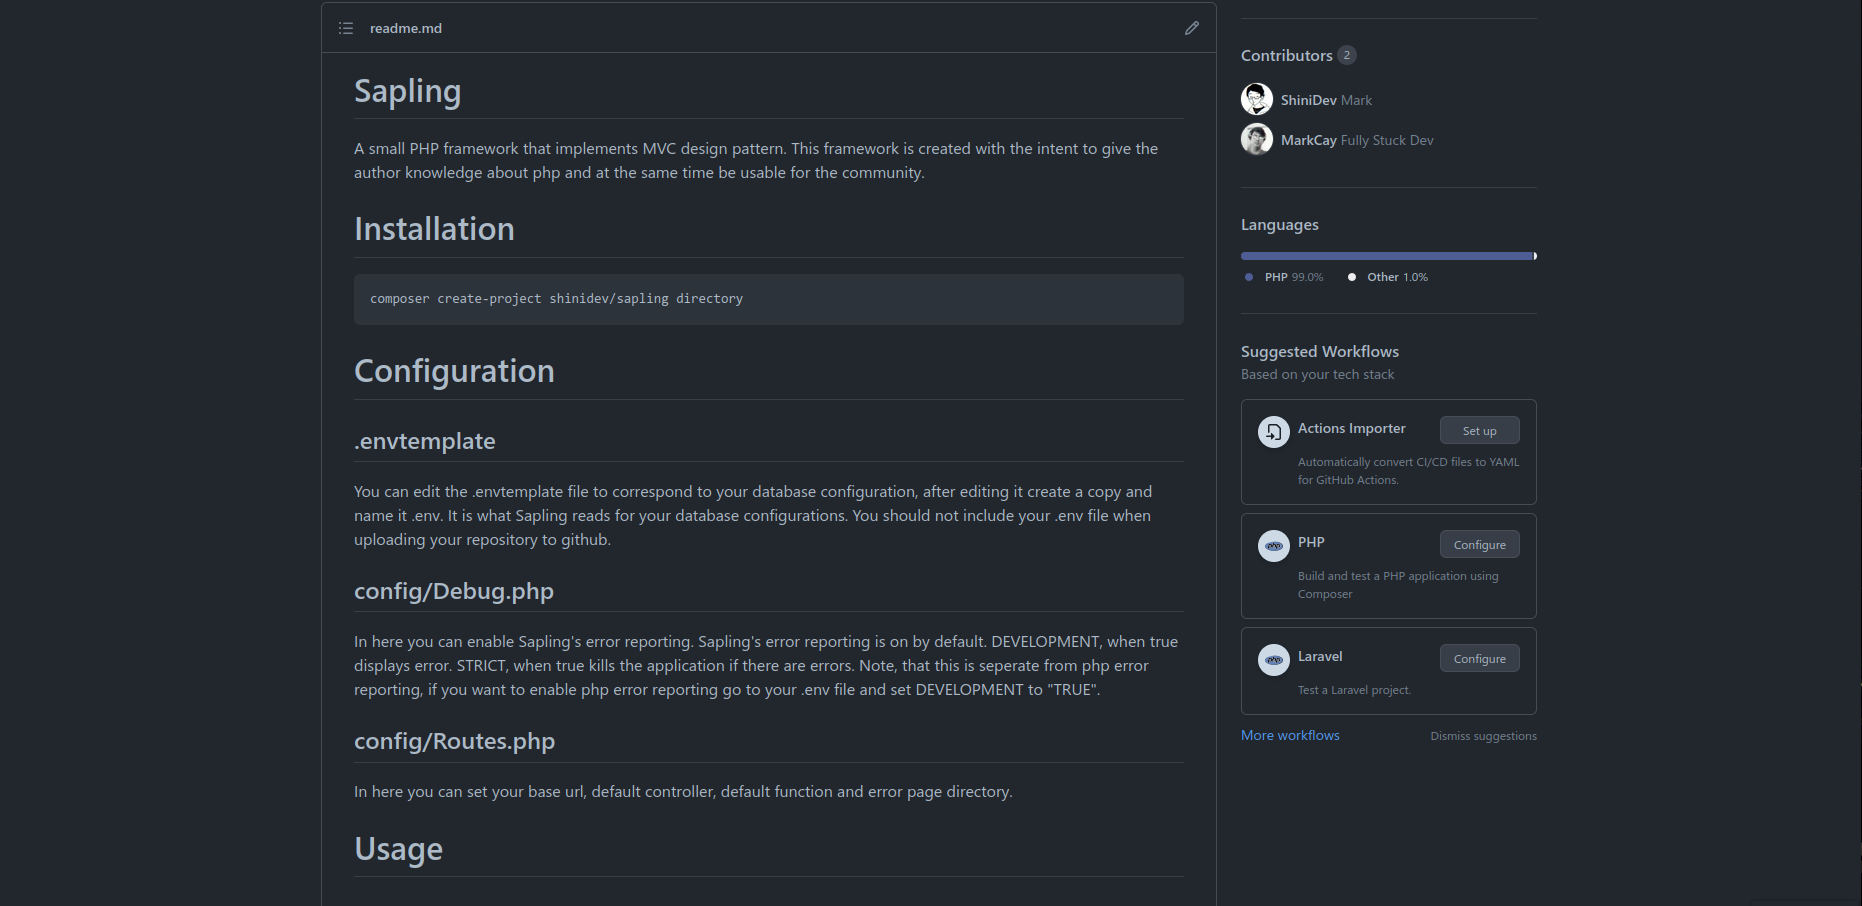 readme.md
Sapling
A small PHP framework that implements MVC design pattern. This framework is created with the intent to give the
author knowledge about php and at the same time be usable for the community.
Installation
composer create-project shinidev/sapling directory
Configuration
.envtemplate
You can edit the .envtemplate file to correspond to your database configuration, after editing it create a copy and
name it .env. It is what Sapling reads for your database configurations. You should not include your .env file when
uploading your repository to github.
config/Debug.php
In here you can enable Sapling's error reporting. Sapling's error reporting is on by default. DEVELOPMENT, when true
displays error. STRICT, when true kills the application if there are errors. Note, that this is seperate from php error
reporting, if you want to enable php error reporting go to your .env file and set DEVELOPMENT to "TRUE".
config/Routes.php
In here you can set your base url, default controller, default function and error page directory.
Usage
Contributors 2
ShiniDev Mark
MarkCay Fully Stuck Dev
Languages
PHP 99.0% Other 1.0%
Suggested Workflows
Based on your tech stack
Actions Importer Set up
Automatically convert CI/CD files to YAML
for GitHub Actions.
php
PHP Configure
Build and test a PHP application using
Composer
php
Laravel Configure
Test a Laravel project.
More workflows Dismiss suggestions